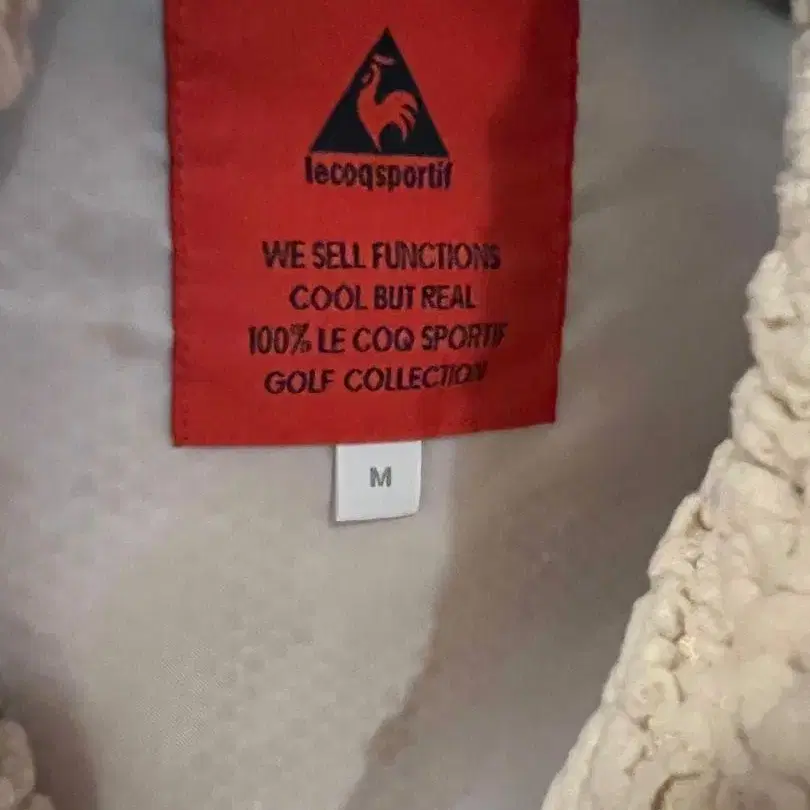 lecoqsportif
WE SELL FUNCTIONS
COOL BUT REAL
100% LE COQ SPORTIF
GOLF COLLECTION
M